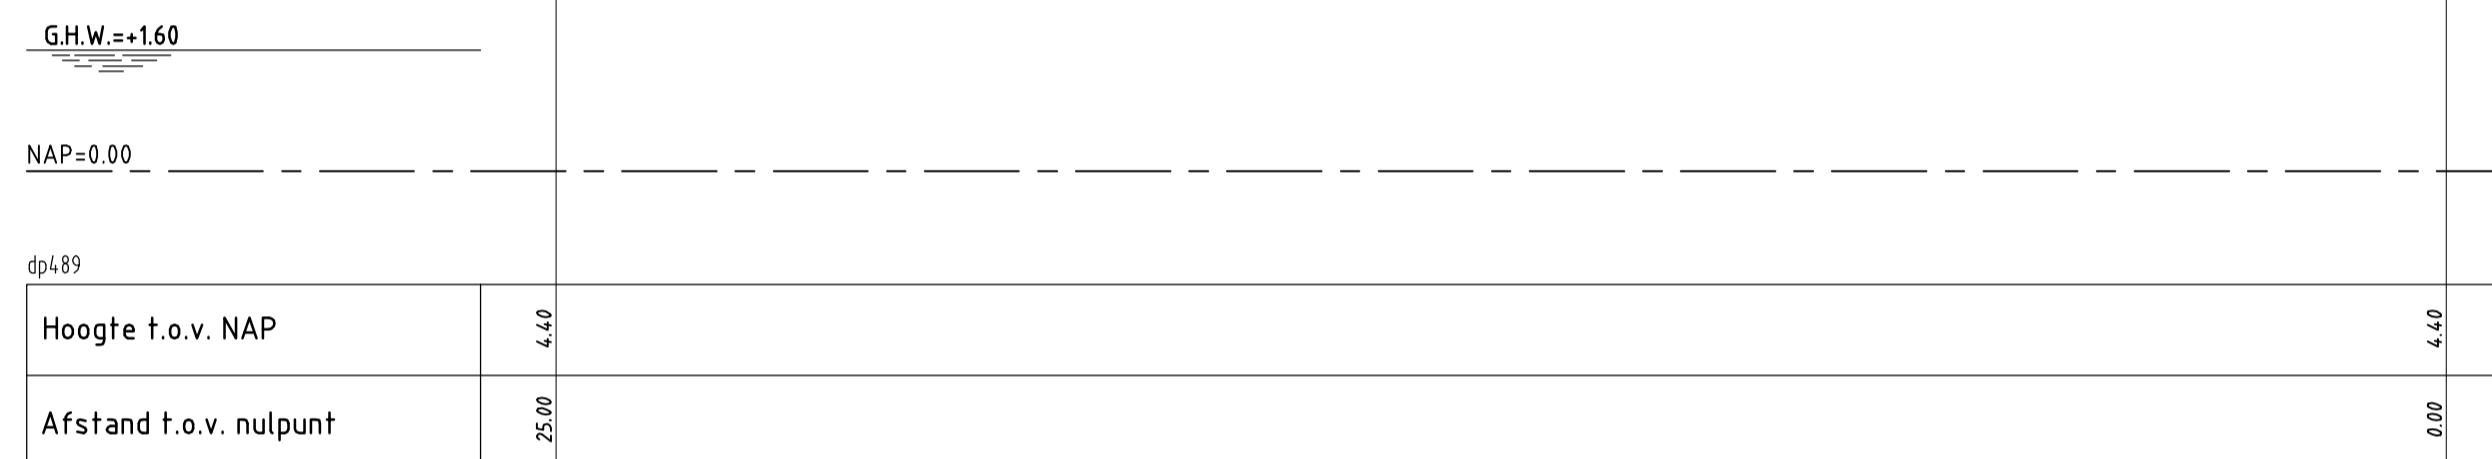 G.H.W.=+1.60
NAP=0.00
dp489
Hoogte t.o.v. NAP 4.40 4.40
Afstand t.o.v. nulpunt 25.00 0.00